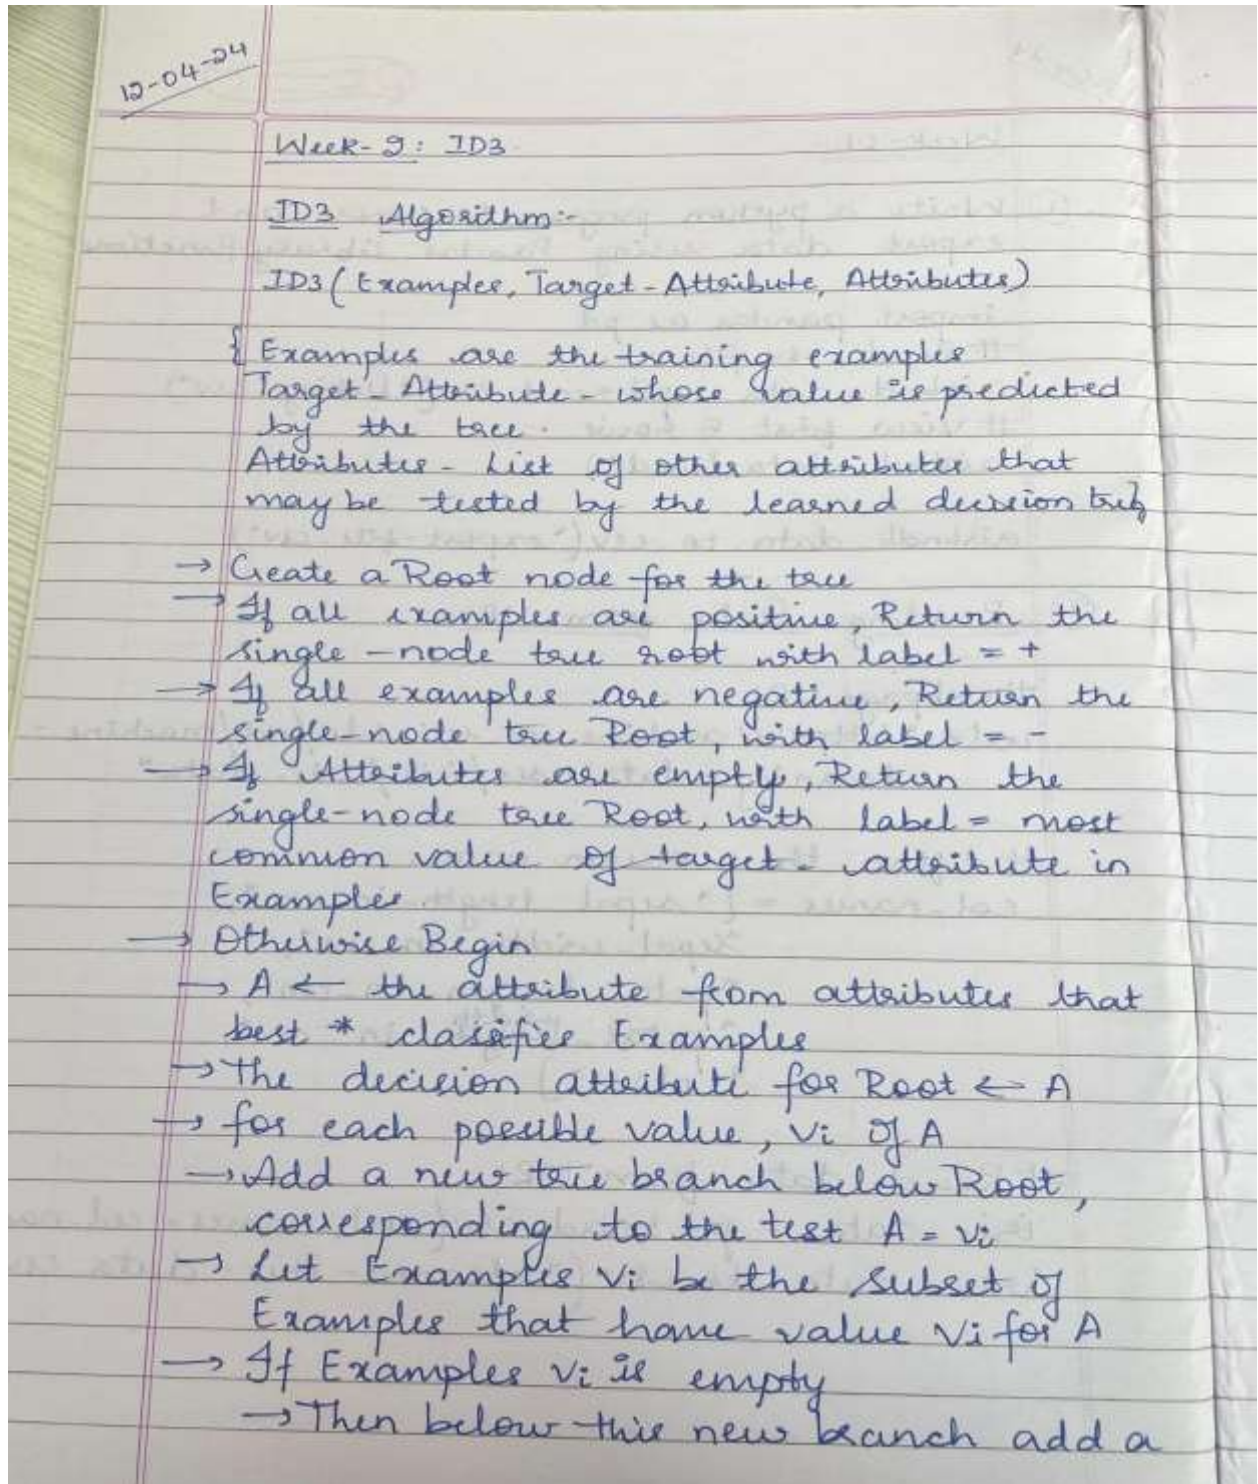 12-04-24
Week-2: ID3
ID3 Algorithm:-
ID3 (Examples, Target-Attribute, Attributes)
{ Examples are the training examples
Target-Attribute - whose value is predicted
by the tree.
Attributes - List of other attributes that
may be tested by the learned decision tree}
→ Create a Root node for the tree
→ If all examples are positive, Return the
single-node tree root with label = +
→ If all examples are negative, Return the
single-node tree Root, with label = -
→ If Attributes are empty, Return the
single-node tree Root, with label = most
common value of target-attribute in
Examples
→ Otherwise Begin
→ A ← the attribute from attributes that
best * classifies Examples
→ The decision attribute for Root ← A
→ for each possible value, vi of A
→ Add a new tree branch below Root,
corresponding to the test A = vi
→ Let Examples vi be the subset of
Examples that have value vi for A
→ If Examples vi is empty
→ Then below this new branch add a